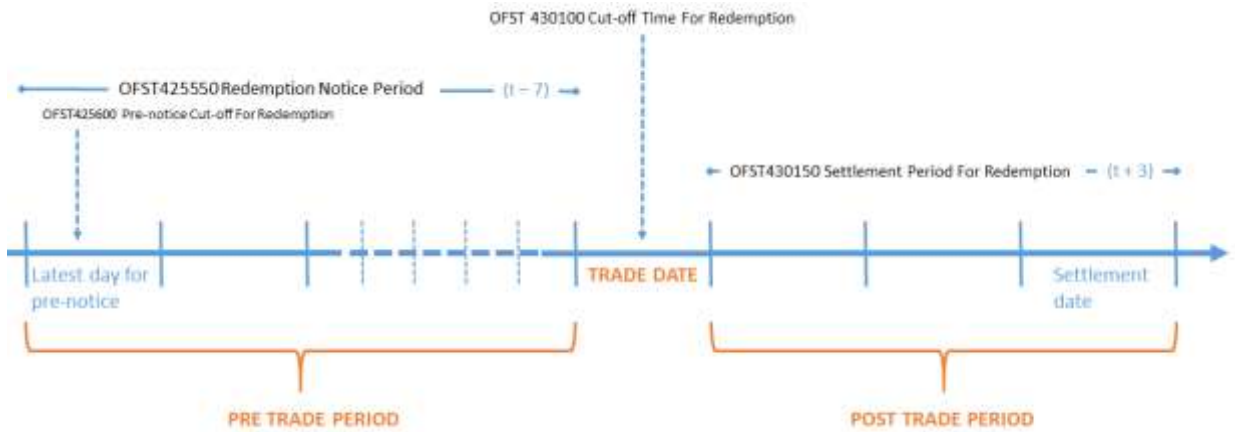 OFST 430100 Cut-off Time For Redemption
OFST425550 Redemption Notice Period (t – 7)
OFST425600 Pre-notice Cut-off For Redemption
OFST430150 Settlement Period For Redemption (t + 3)
Latest day for
pre-notice
TRADE DATE
Settlement
date
PRE TRADE PERIOD
POST TRADE PERIOD